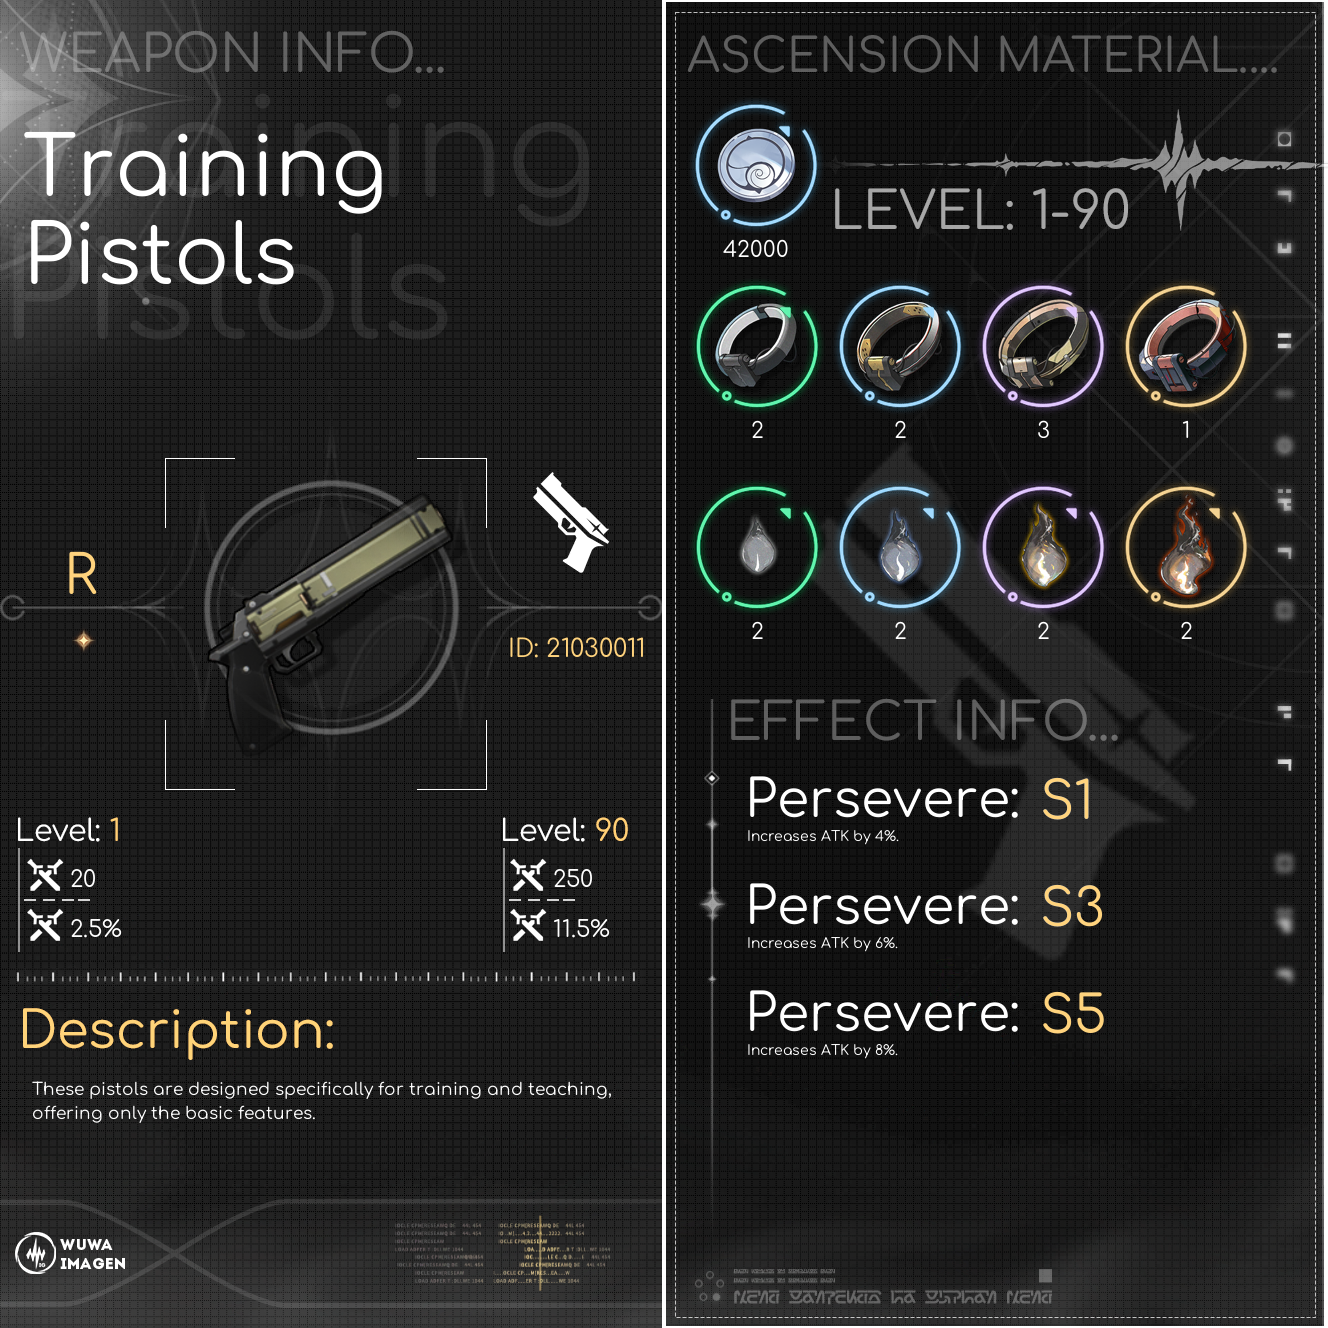 WEAPON INFO...
Training
Pistols
R
ID: 21030011
Level: 1
20
2.5%
Level: 90
250
11.5%
Description:
These pistols are designed specifically for training and teaching,
offering only the basic features.
WUWA
IMAGEN
ASCENSION MATERIAL....
42000
LEVEL: 1-90
2
2
3
1
2
2
2
2
EFFECT INFO...
Persevere: S1
Increases ATK by 4%.
Persevere: S3
Increases ATK by 6%.
Persevere: S5
Increases ATK by 8%.